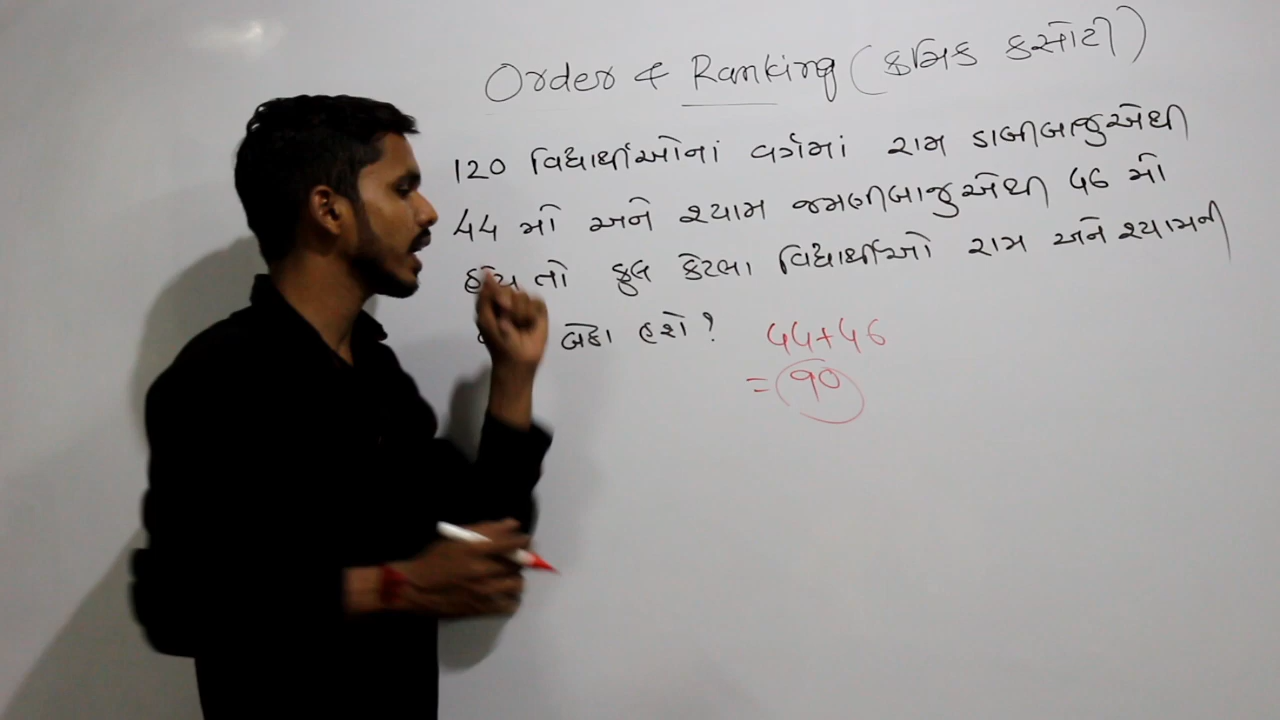 Order & Ranking (ક્રમિક કસોટી)
120 વિદ્યાર્થીઓનાં વર્ગમાં રામ ડાબીબાજુએથી
44 મો અને શ્યામ જમણીબાજુએથી 46 મો
હોય તો કુલ કેટલા વિદ્યાર્થીઓ રામ અને શ્યામની
બેઠા હશે?
44+46
= 90